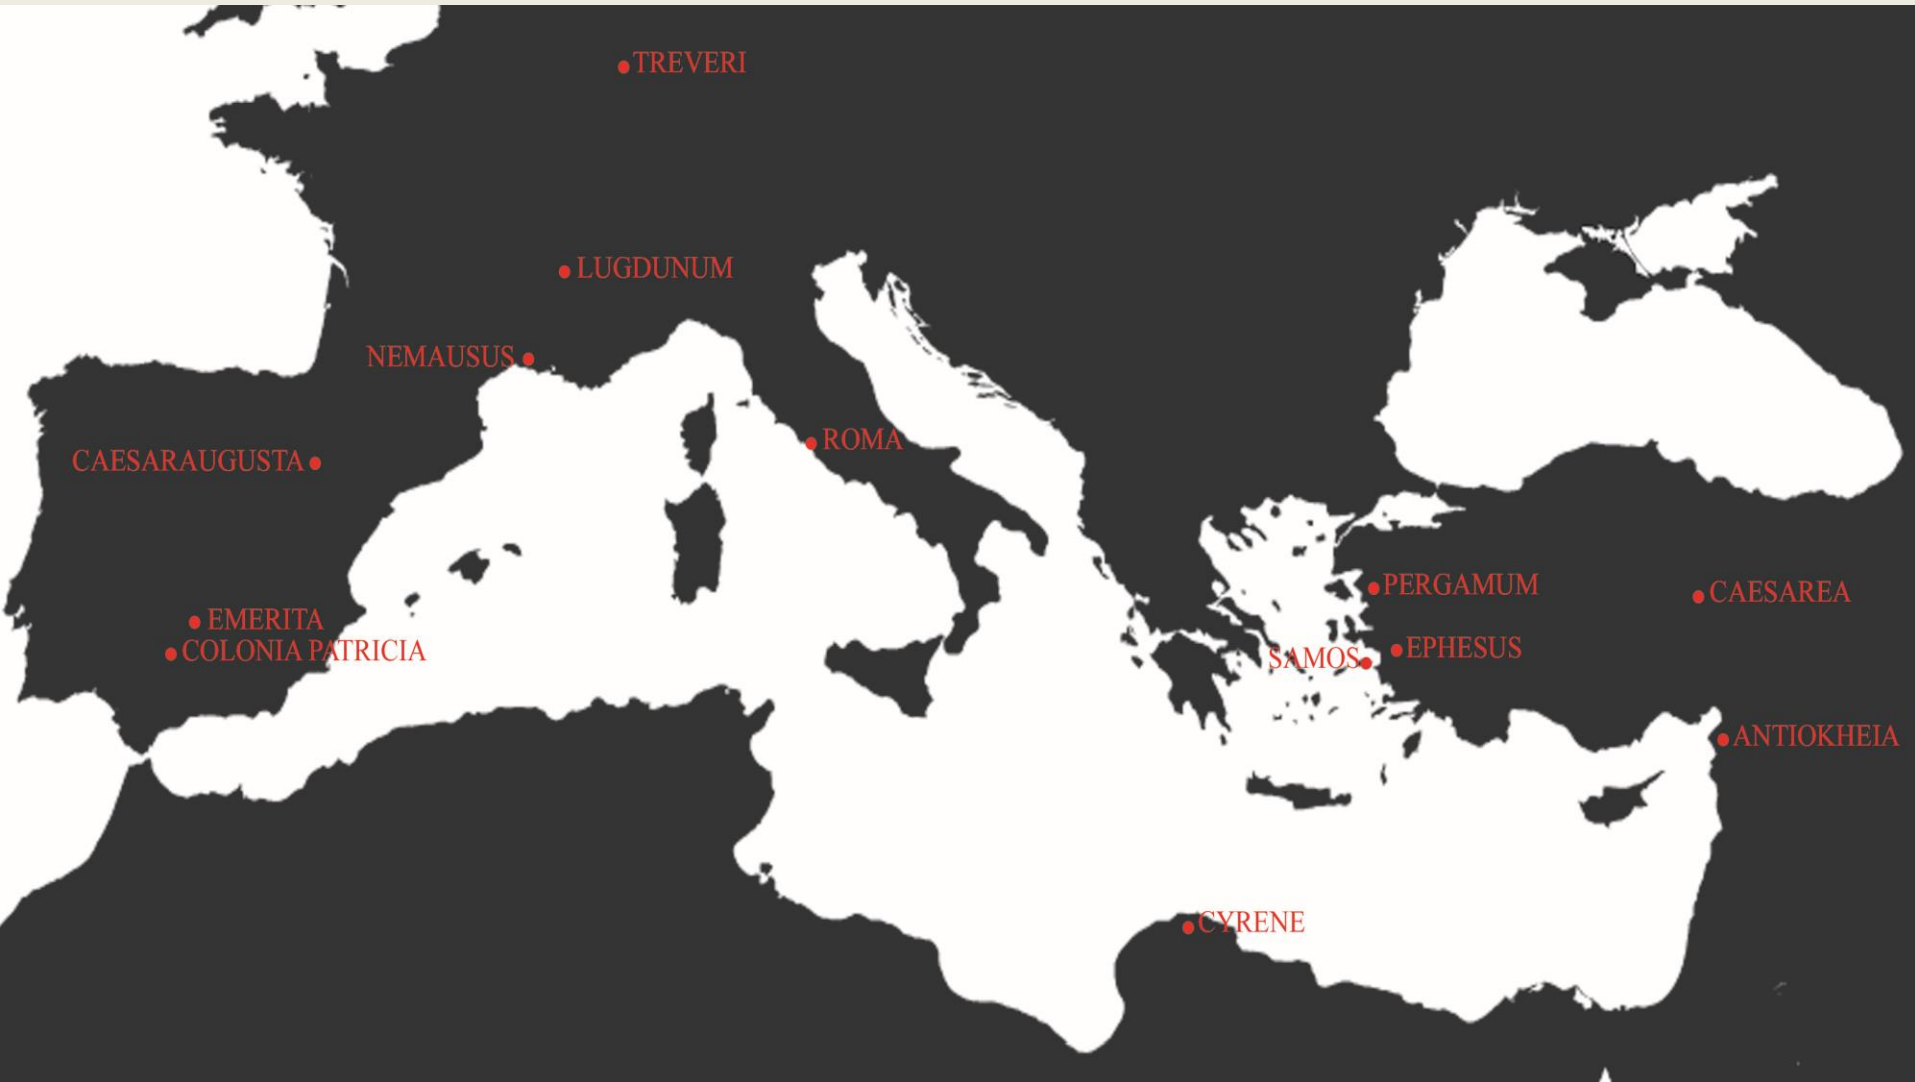 TREVERI
LUGDUNUM
NEMAUSUS
ROMA
CAESARAUGUSTA
PERGAMUM
CAESAREA
EMERITA
COLONIA PATRICIA
EPHESUS
SAMOS
ANTIOKHEIA
CYRENE